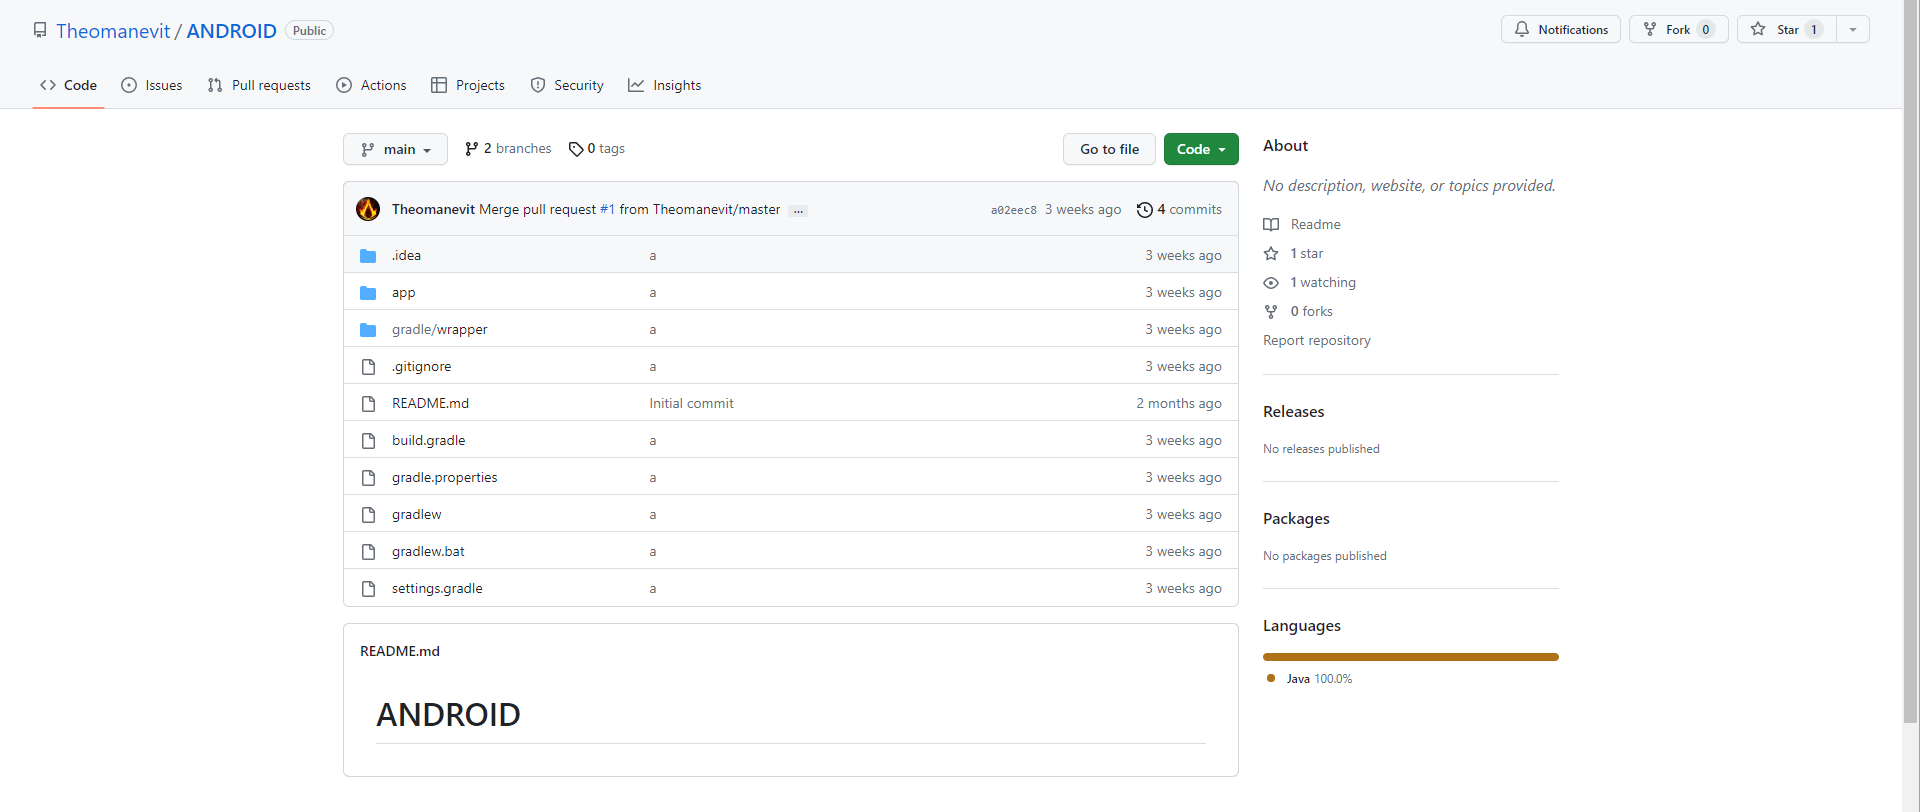 Theomanevit / ANDROID Public
Notifications
Fork 0
Star 1
Code
Issues
Pull requests
Actions
Projects
Security
Insights
main
2 branches
0 tags
Go to file
Code
Theomanevit Merge pull request #1 from Theomanevit/master ... a02eec8 3 weeks ago 4 commits
.idea a 3 weeks ago
app a 3 weeks ago
gradle/wrapper a 3 weeks ago
.gitignore a 3 weeks ago
README.md Initial commit 2 months ago
build.gradle a 3 weeks ago
gradle.properties a 3 weeks ago
gradlew a 3 weeks ago
gradlew.bat a 3 weeks ago
settings.gradle a 3 weeks ago
README.md
ANDROID
About
No description, website, or topics provided.
Readme
1 star
1 watching
0 forks
Report repository
Releases
No releases published
Packages
No packages published
Languages
Java 100.0%